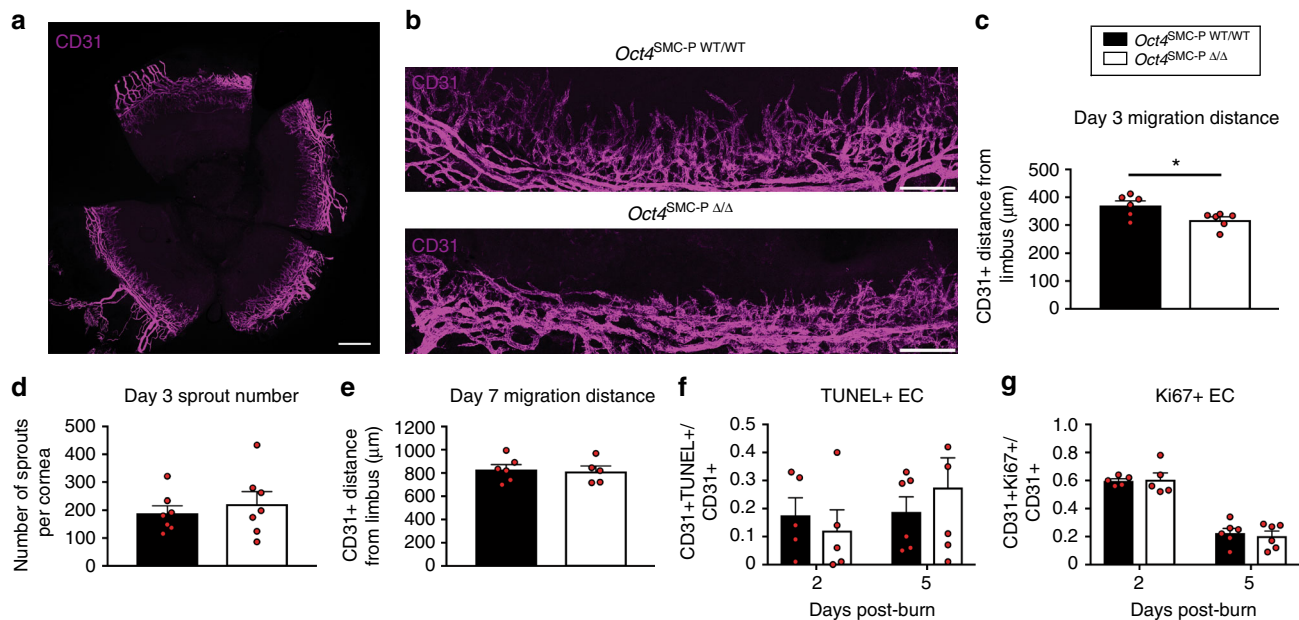 a
CD31
b
Oct4SMC-P WT/WT
CD31
Oct4SMC-P Δ/Δ
CD31
c
Oct4SMC-P WT/WT
Oct4SMC-P Δ/Δ
Day 3 migration distance
*
CD31+ distance from
limbus (μm)
500
400
300
200
100
0
d
Day 3 sprout number
Number of sprouts
per cornea
500
400
300
200
100
0
e
Day 7 migration distance
CD31+ distance
from limbus (μm)
1200
1000
800
600
400
200
0
f
TUNEL+ EC
CD31+TUNEL+/
CD31+
0.5
0.4
0.3
0.2
0.1
0
2
5
Days post-burn
g
Ki67+ EC
CD31+Ki67+/
CD31+
1.0
0.8
0.6
0.4
0.2
0
2
5
Days post-burn